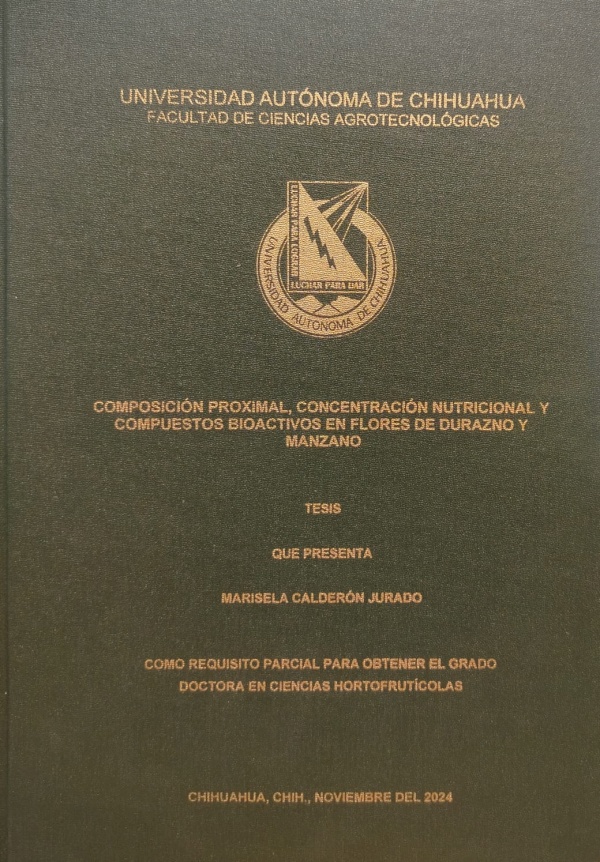 UNIVERSIDAD AUTÓNOMA DE CHIHUAHUA
FACULTAD DE CIENCIAS AGROTECNOLÓGICAS
LUCHAR PARA LOGRAR
LUCHAR PARA DAR
UNIVERSIDAD AUTONOMA DE CHIHUAHUA
COMPOSICIÓN PROXIMAL, CONCENTRACIÓN NUTRICIONAL Y
COMPUESTOS BIOACTIVOS EN FLORES DE DURAZNO Y
MANZANO
TESIS
QUE PRESENTA
MARISELA CALDERÓN JURADO
COMO REQUISITO PARCIAL PARA OBTENER EL GRADO
DOCTORA EN CIENCIAS HORTOFRUTÍCOLAS
CHIHUAHUA, CHIH., NOVIEMBRE DEL 2024